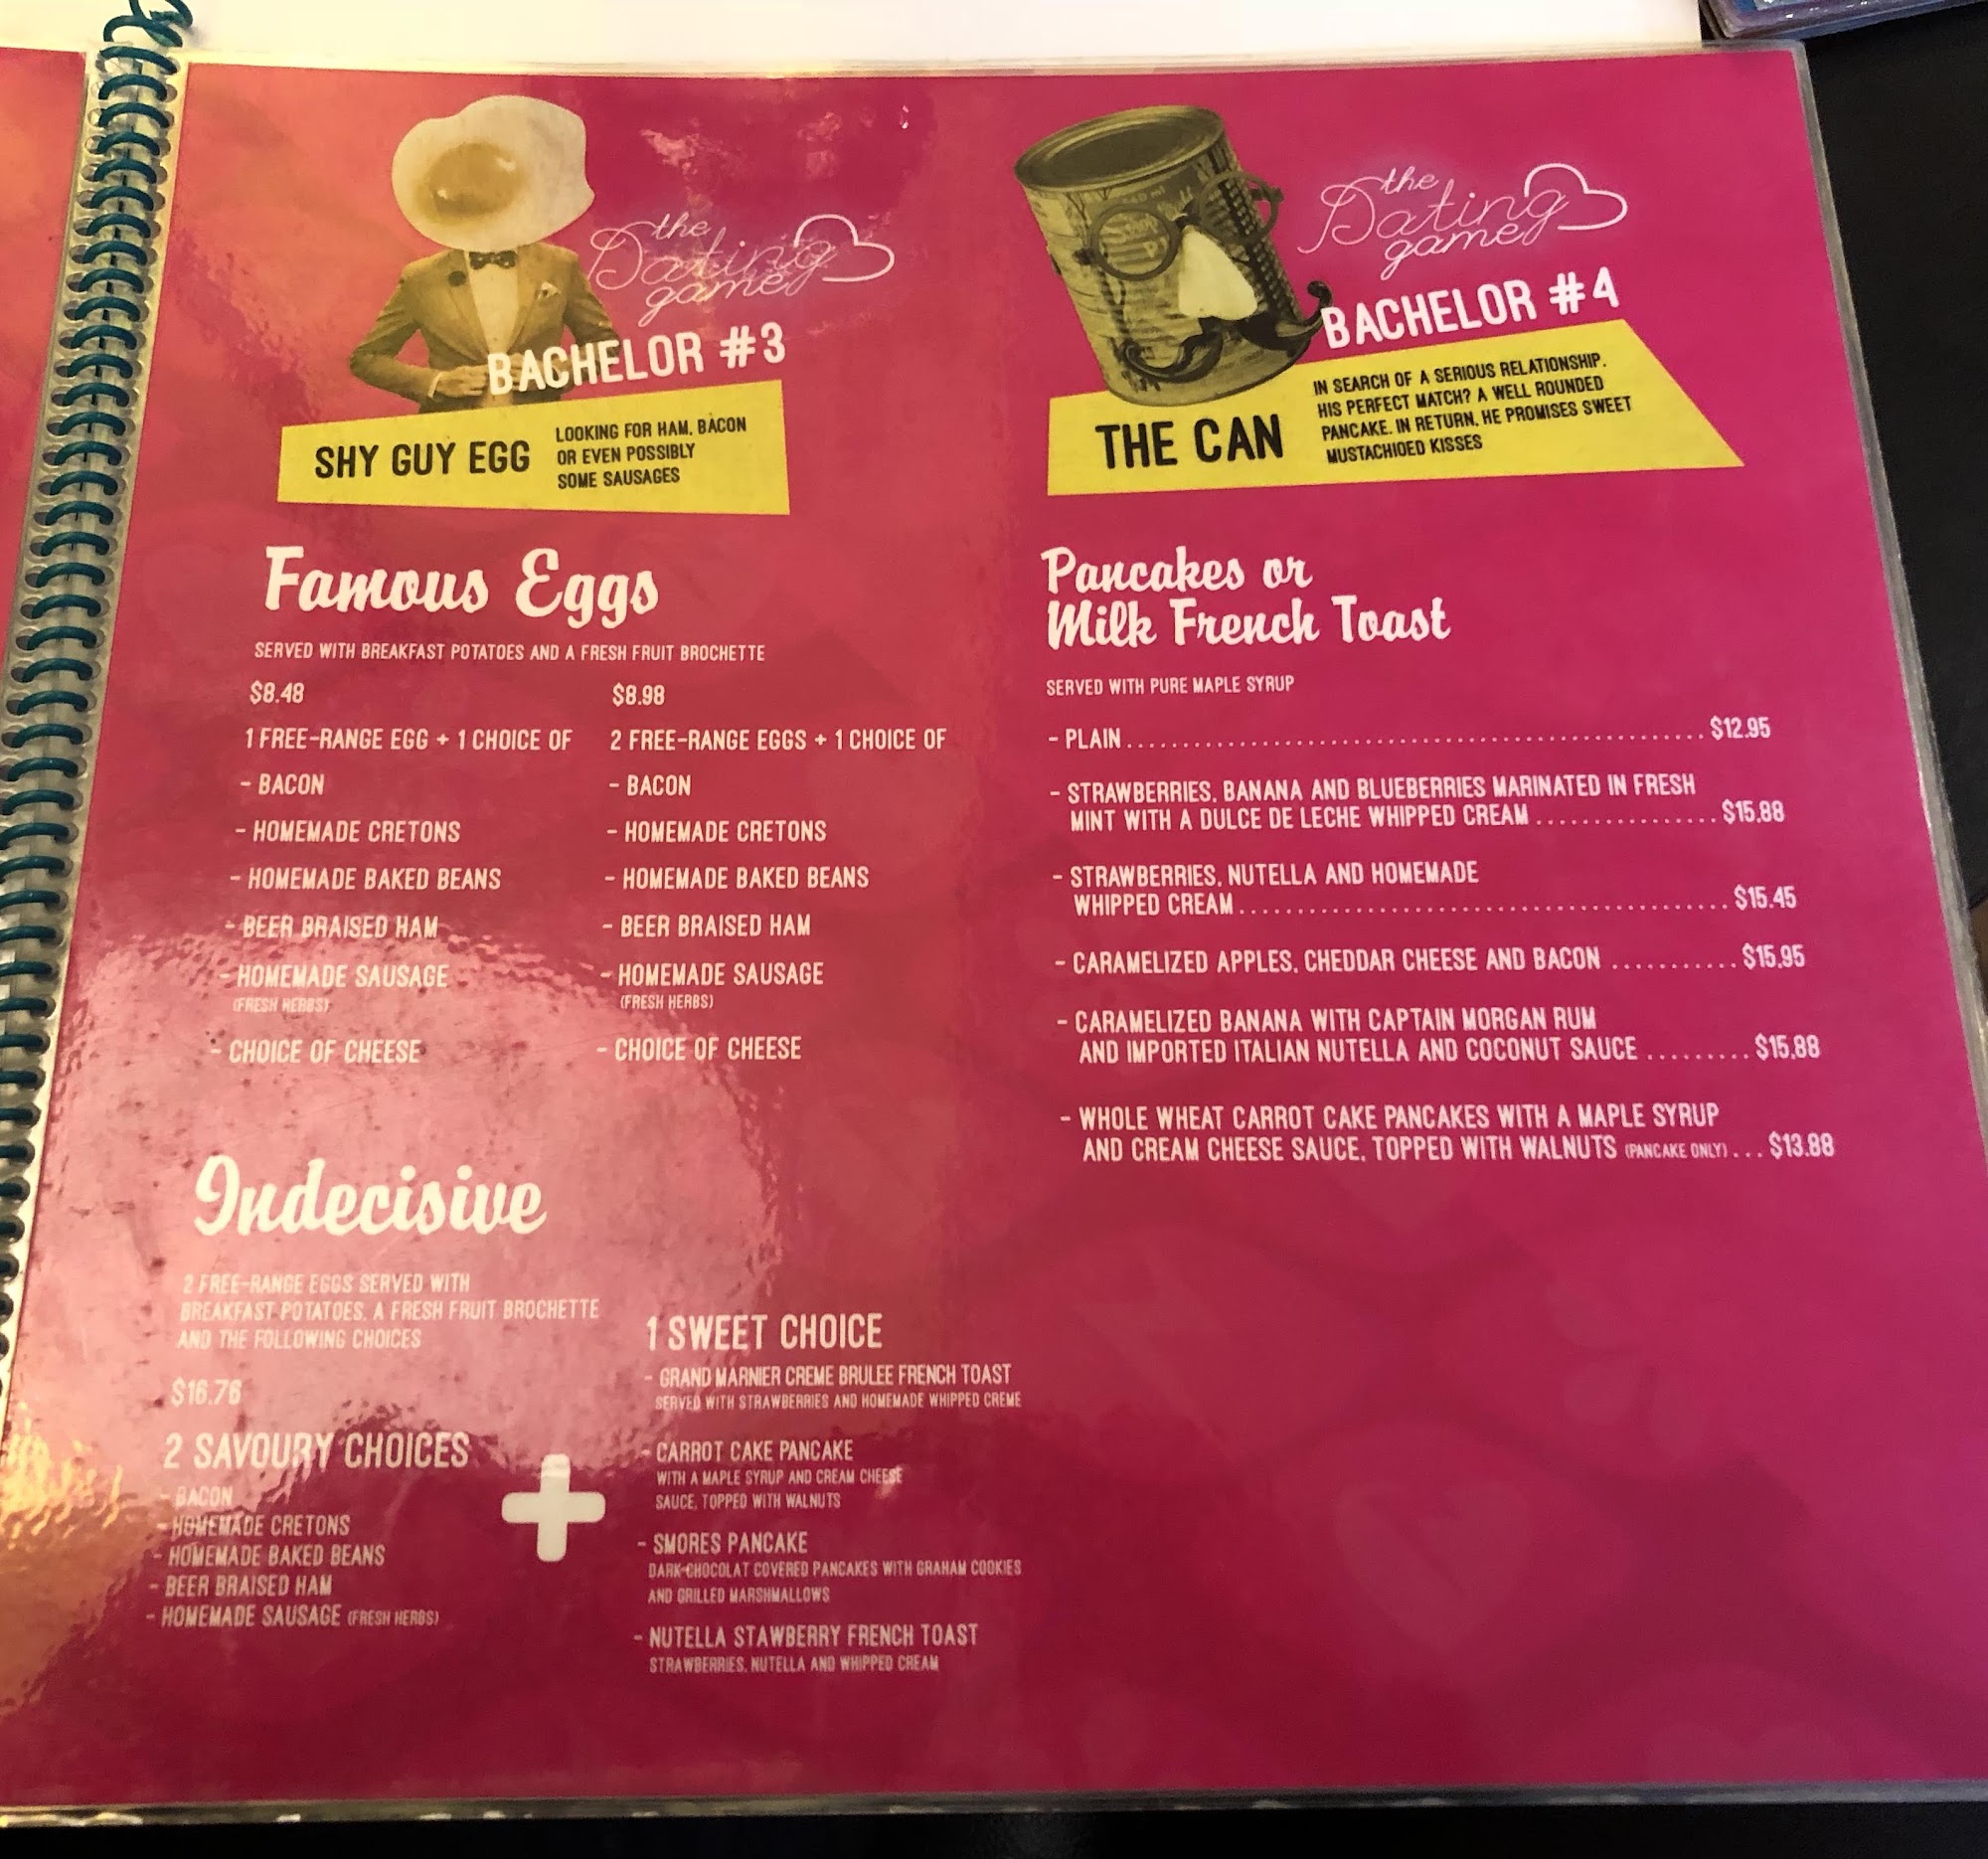 the
Dating
game
BACHELOR #3
SHY GUY EGG
LOOKING FOR HAM, BACON
OR EVEN POSSIBLY
SOME SAUSAGES
Famous Eggs
SERVED WITH BREAKFAST POTATOES AND A FRESH FRUIT BROCHETTE
$8.48
1 FREE-RANGE EGG + 1 CHOICE OF
- BACON
- HOMEMADE CRETONS
- HOMEMADE BAKED BEANS
- BEER BRAISED HAM
- HOMEMADE SAUSAGE
(FRESH HERBS)
- CHOICE OF CHEESE
$8.98
2 FREE-RANGE EGGS + 1 CHOICE OF
- BACON
- HOMEMADE CRETONS
- HOMEMADE BAKED BEANS
- BEER BRAISED HAM
- HOMEMADE SAUSAGE
(FRESH HERBS)
- CHOICE OF CHEESE
Indecisive
2 FREE-RANGE EGGS SERVED WITH
BREAKFAST POTATOES, A FRESH FRUIT BROCHETTE
AND THE FOLLOWING CHOICES
$16.76
2 SAVOURY CHOICES
- BACON
- HOMEMADE CRETONS
- HOMEMADE BAKED BEANS
- BEER BRAISED HAM
- HOMEMADE SAUSAGE (FRESH HERBS)
+
1 SWEET CHOICE
- GRAND MARNIER CREME BRULEE FRENCH TOAST
SERVED WITH STRAWBERRIES AND HOMEMADE WHIPPED CREME
- CARROT CAKE PANCAKE
WITH A MAPLE SYRUP AND CREAM CHEESE
SAUCE, TOPPED WITH WALNUTS
- SMORES PANCAKE
DARK-CHOCOLAT COVERED PANCAKES WITH GRAHAM COOKIES
AND GRILLED MARSHMALLOWS
- NUTELLA STAWBERRY FRENCH TOAST
STRAWBERRIES, NUTELLA AND WHIPPED CREAM
the
Dating
game
BACHELOR #4
THE CAN
IN SEARCH OF A SERIOUS RELATIONSHIP.
HIS PERFECT MATCH? A WELL ROUNDED
PANCAKE. IN RETURN, HE PROMISES SWEET
MUSTACHIOED KISSES
Pancakes or
Milk French Toast
SERVED WITH PURE MAPLE SYRUP
- PLAIN.....$12.95
- STRAWBERRIES, BANANA AND BLUEBERRIES MARINATED IN FRESH
MINT WITH A DULCE DE LECHE WHIPPED CREAM.....$15.88
- STRAWBERRIES, NUTELLA AND HOMEMADE
WHIPPED CREAM.....$15.45
- CARAMELIZED APPLES, CHEDDAR CHEESE AND BACON.....$15.95
- CARAMELIZED BANANA WITH CAPTAIN MORGAN RUM
AND IMPORTED ITALIAN NUTELLA AND COCONUT SAUCE.....$15.88
- WHOLE WHEAT CARROT CAKE PANCAKES WITH A MAPLE SYRUP
AND CREAM CHEESE SAUCE, TOPPED WITH WALNUTS (PANCAKE ONLY)...$13.88